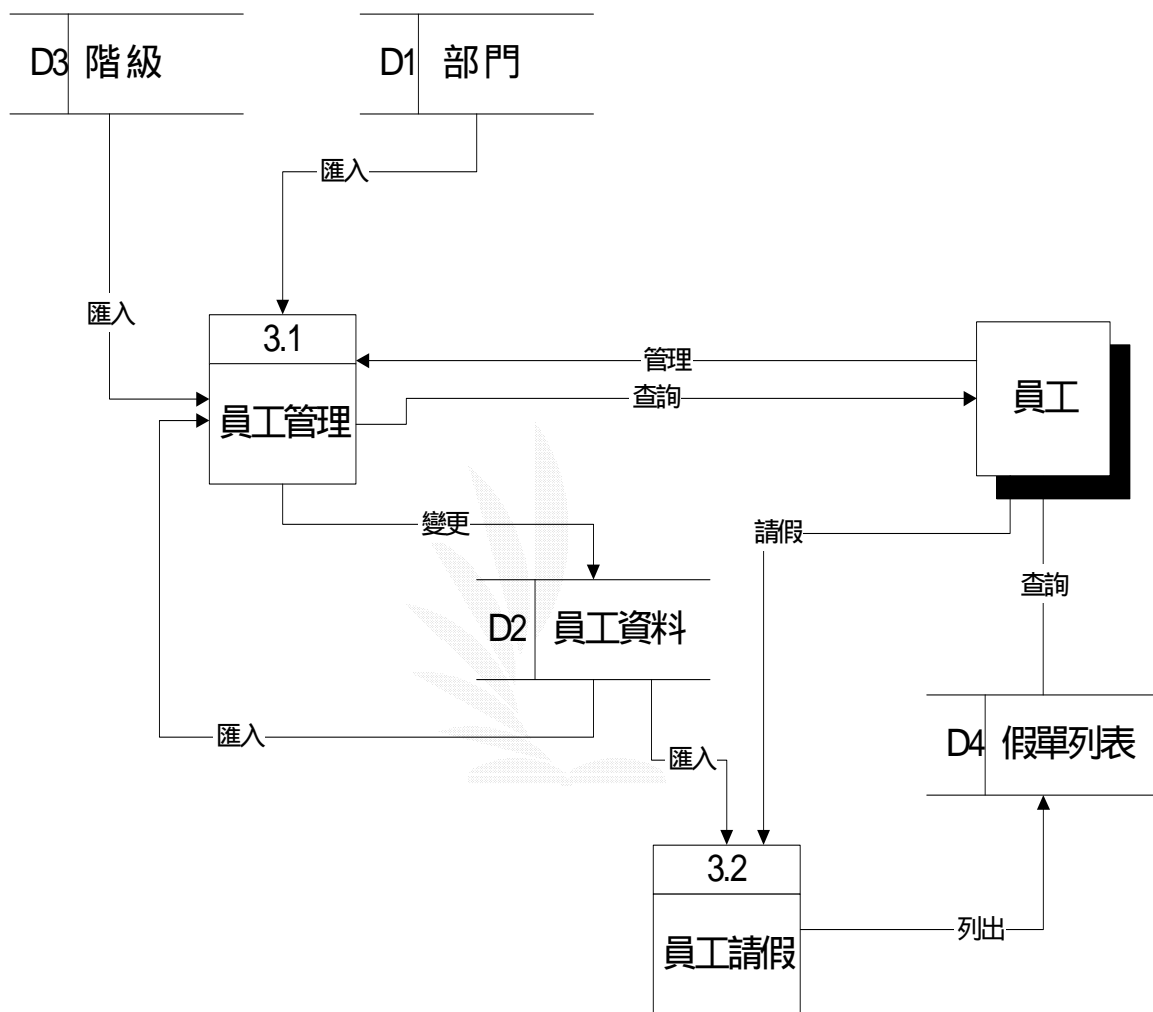 D3 階級
D1 部門
匯入
匯入
3.1
員工管理
管理
查詢
員工
變更
請假
查詢
D2 員工資料
匯入
匯入
D4 假單列表
3.2
員工請假
列出